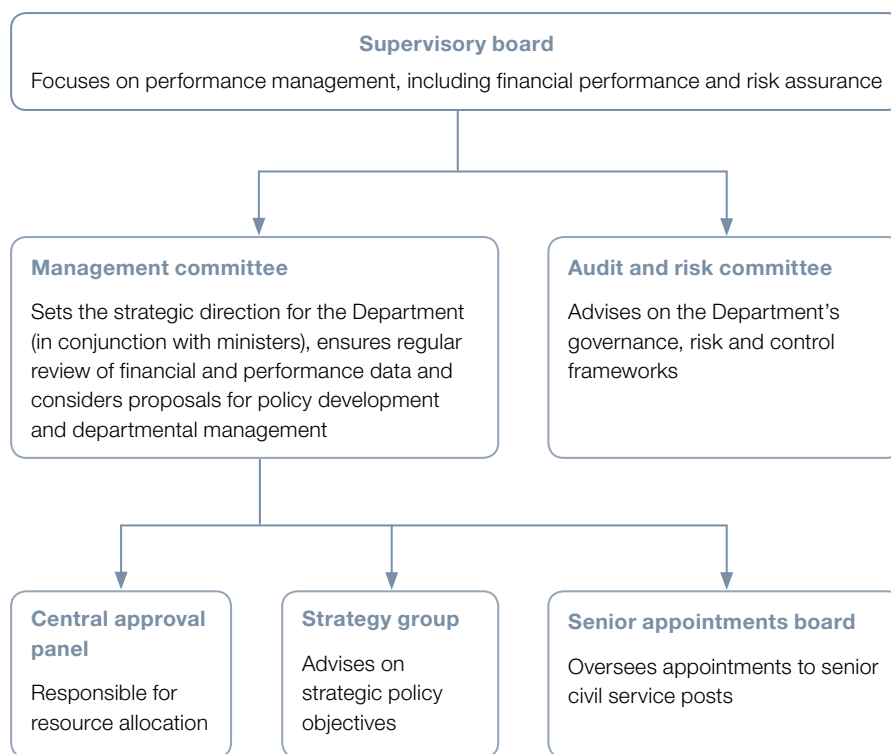 Supervisory board
Focuses on performance management, including financial performance and risk assurance
Management committee
Sets the strategic direction for the Department
(in conjunction with ministers), ensures regular
review of financial and performance data and
considers proposals for policy development
and departmental management
Audit and risk committee
Advises on the Department’s
governance, risk and control
frameworks
Central approval
panel
Responsible for
resource allocation
Strategy group
Advises on
strategic policy
objectives
Senior appointments board
Oversees appointments to senior
civil service posts